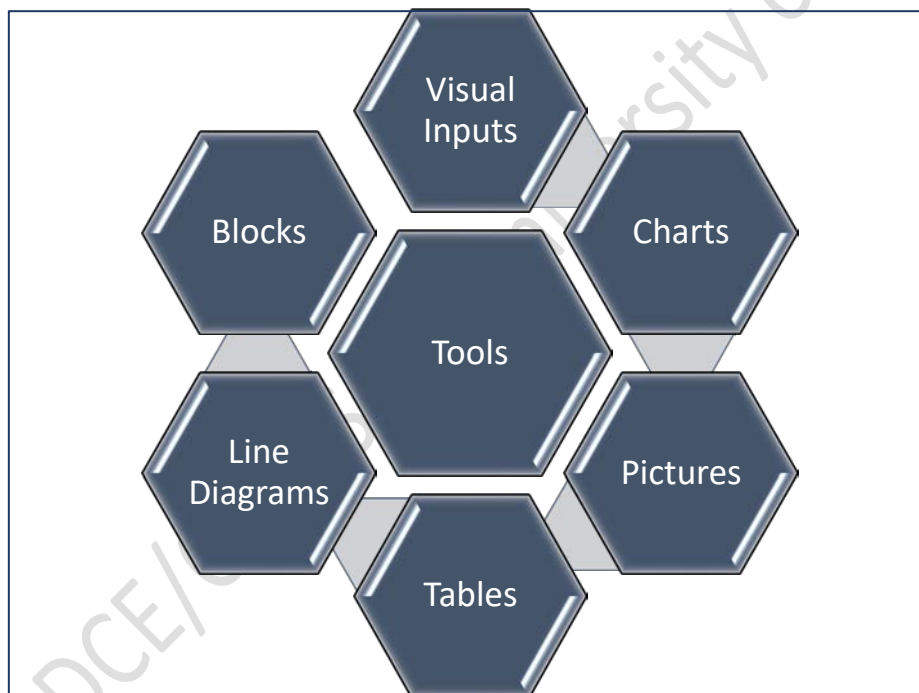 Visual
Inputs
Blocks
Charts
Tools
Line
Diagrams
Pictures
Tables